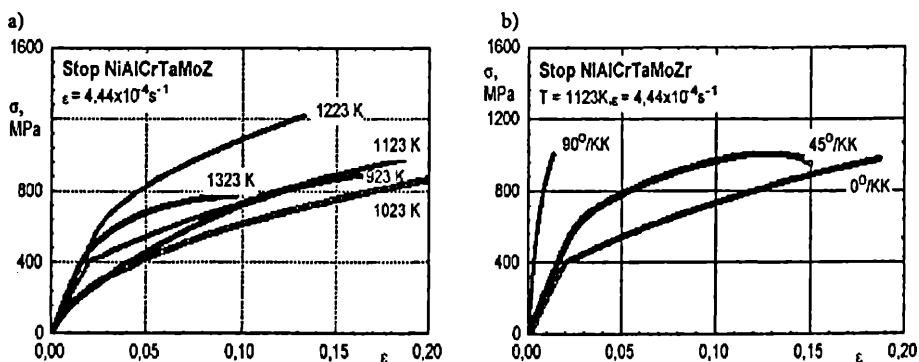 a)
1600
Stop NiAlCrTaMoZ
ε = 4,44x10⁻⁴s⁻¹
σ,
MPa
1200
800
400
0
1223 K
1123 K
1323 K
923 K
1023 K
0,00 0,05 0,10 0,15 0,20
ε
b)
1600
Stop NIAlCrTaMoZr
T = 1123K, ε = 4,44x10⁻⁴s⁻¹
σ,
MPa
1200
800
400
0
90⁰/KK
45⁰/KK
0⁰/KK
0,00 0,05 0,10 0,15 0,20
ε